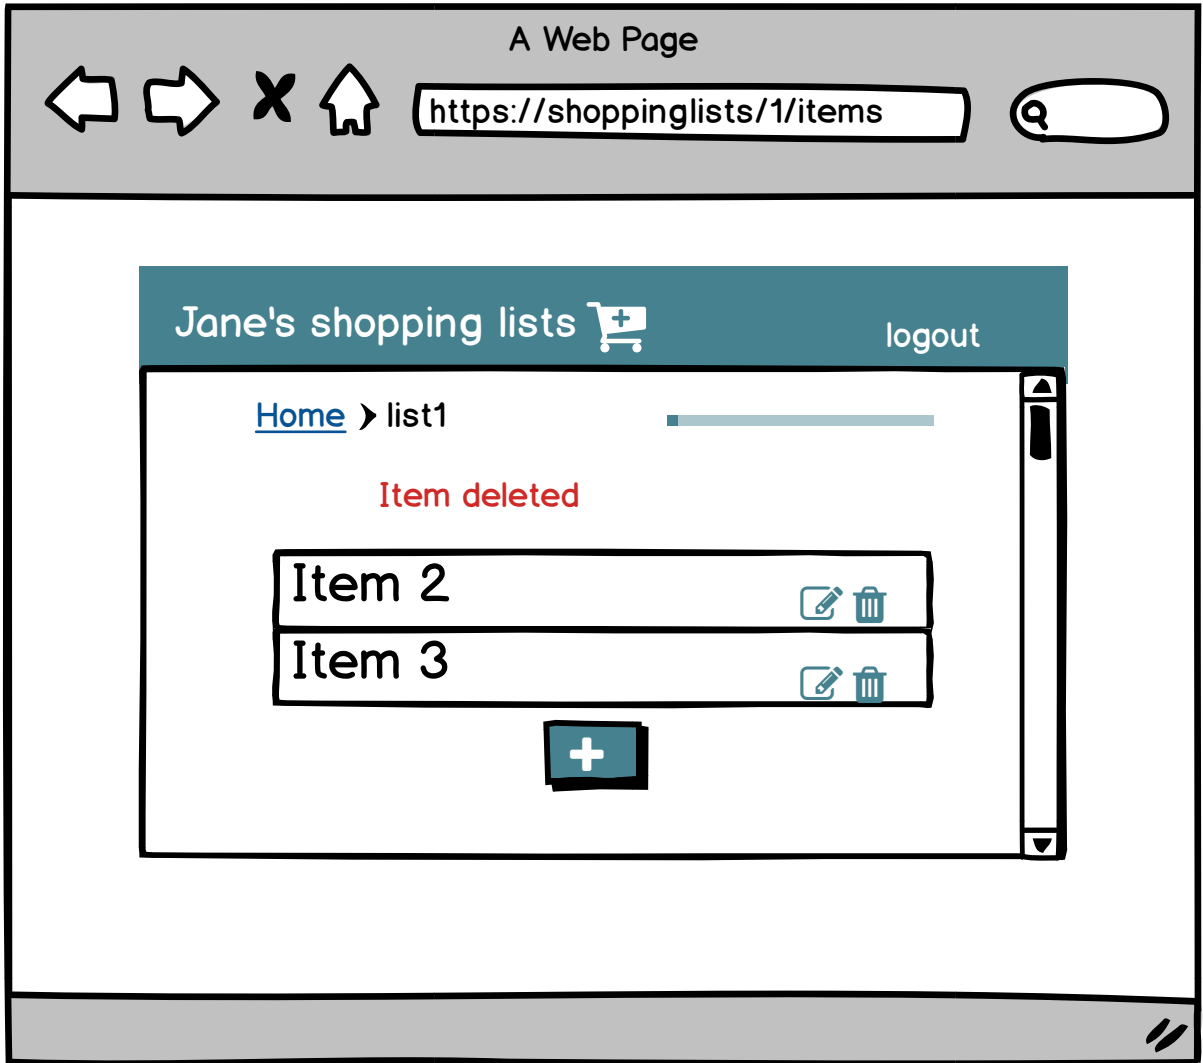 A Web Page
https://shoppinglists/1/items
Jane's shopping lists
logout
Home
list1
Item deleted
Item 2
Item 3